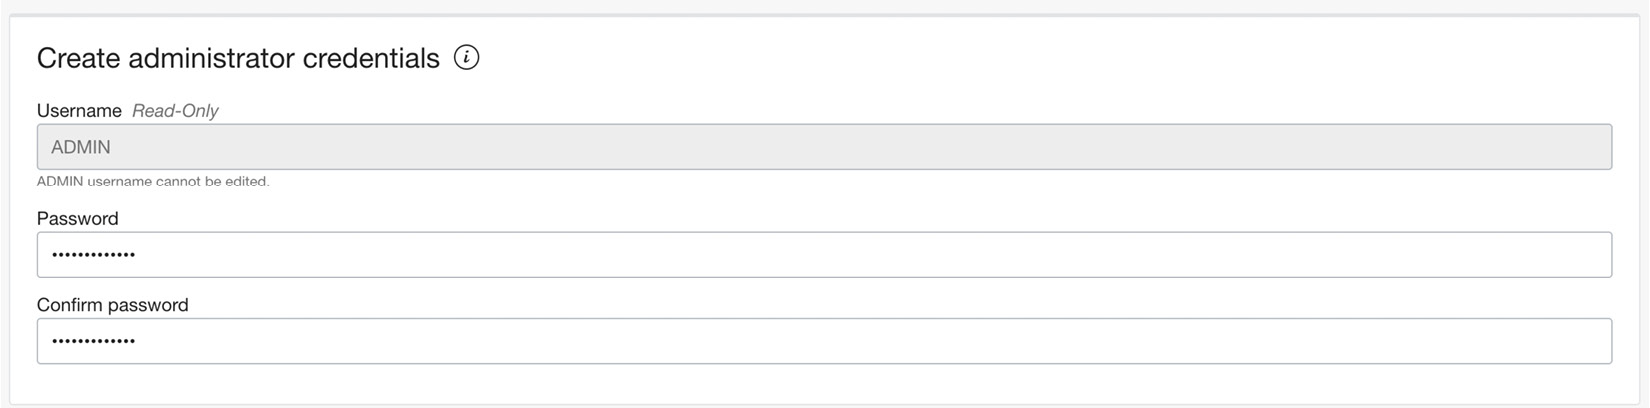 Create administrator credentials i
Username Read-Only
ADMIN
ADMIN username cannot be edited.
Password
•••••••••••••
Confirm password
•••••••••••••